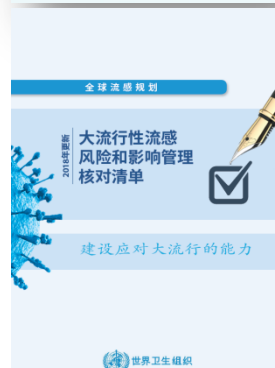 全球流感规划
2018年更新
大流行性流感
风险和影响管理
核对清单
建设应对大流行的能力
世界卫生组织